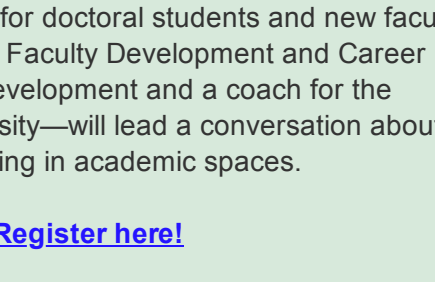 for doctoral students and new facu
Faculty Development and Career
evelopment and a coach for the
sity—will lead a conversation about
ing in academic spaces.
Register here!